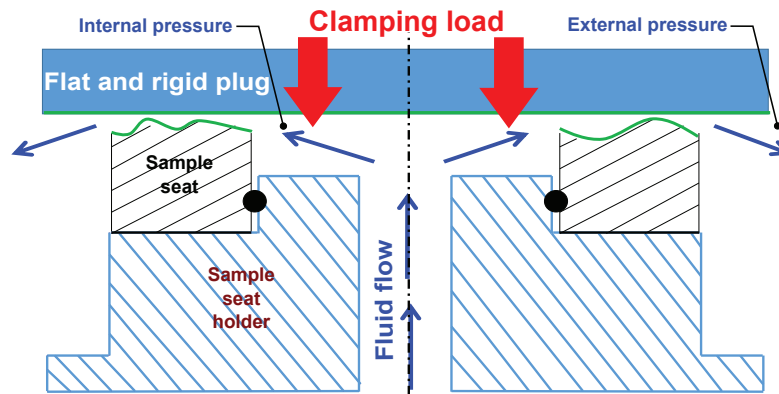 Internal pressure
Clamping load
External pressure
Flat and rigid plug
Sample
seat
Sample
seat
holder
Fluid flow